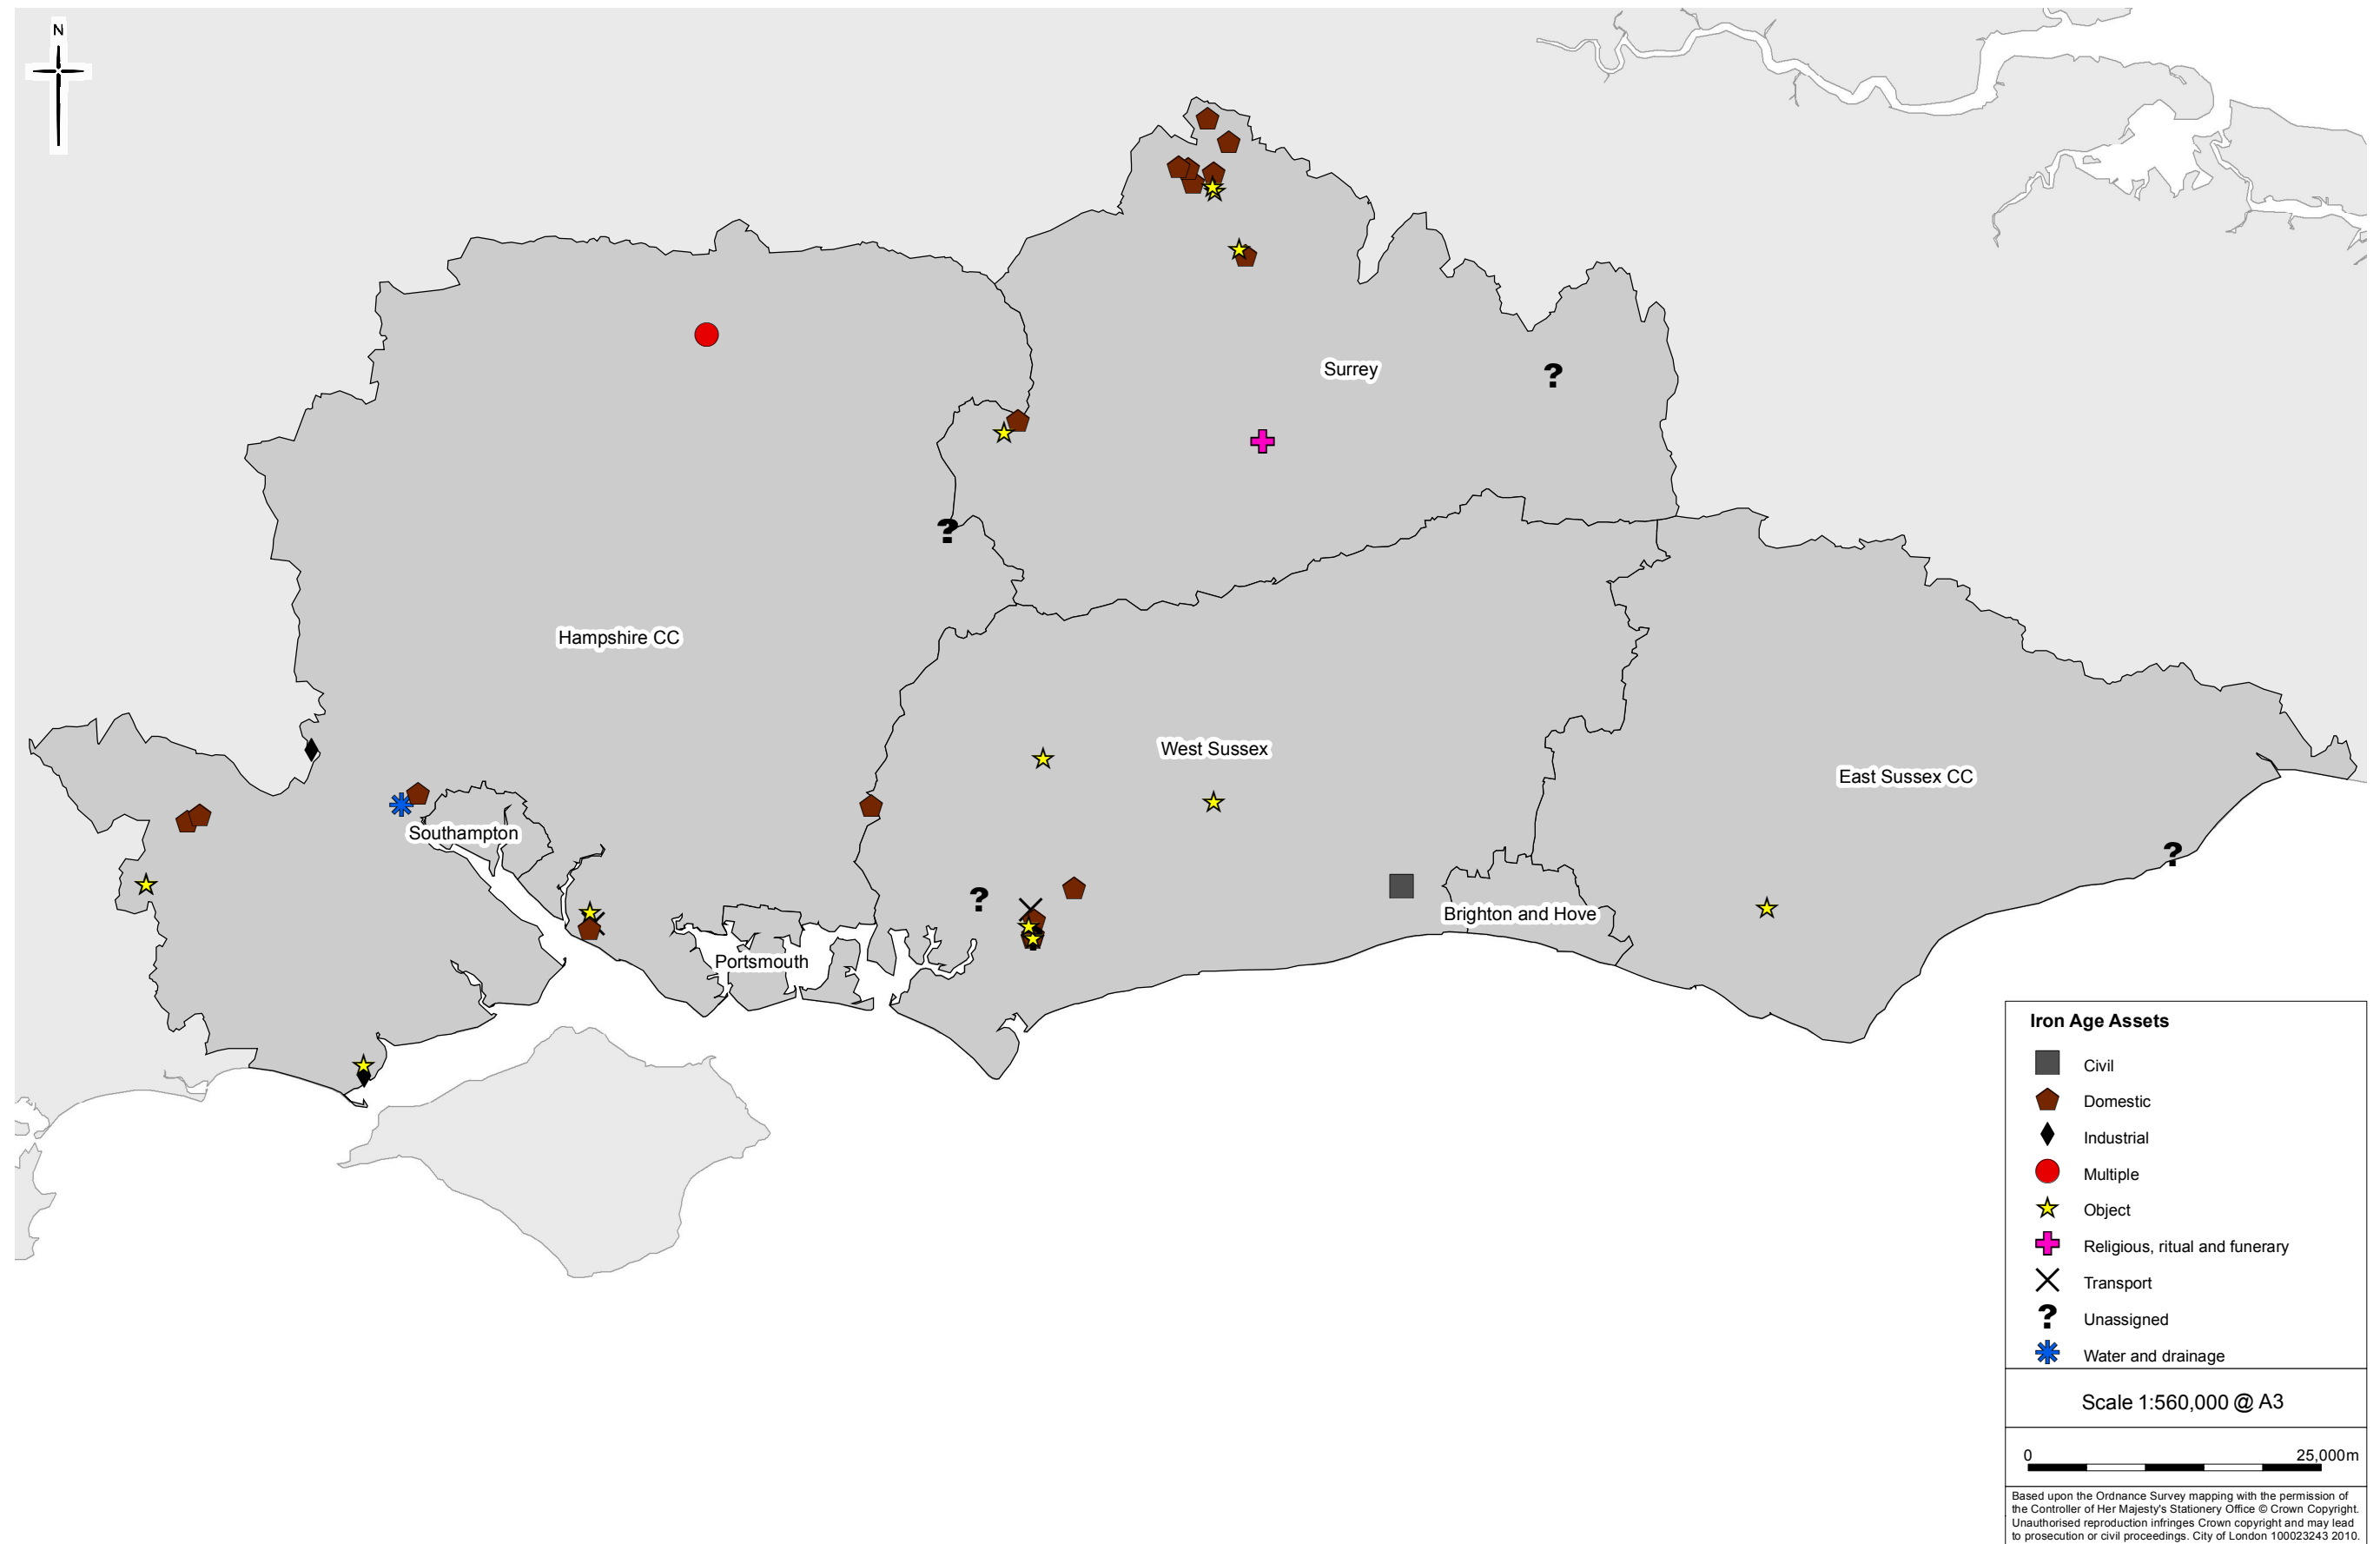 N
Surrey
Hampshire CC
West Sussex
East Sussex CC
Southampton
Brighton and Hove
Portsmouth
Iron Age Assets
Civil
Domestic
Industrial
Multiple
Object
Religious, ritual and funerary
Transport
? Unassigned
Water and drainage
Scale 1:560,000 @ A3
0 25,000m
Based upon the Ordnance Survey mapping with the permission of
the Controller of Her Majesty's Stationery Office © Crown Copyright.
Unauthorised reproduction infringes Crown copyright and may lead
to prosecution or civil proceedings. City of London 100023243 2010.